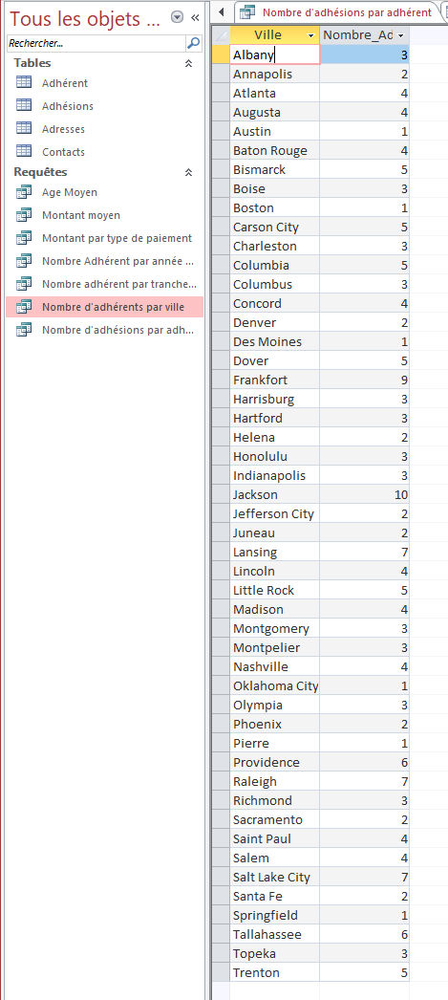 Tous les objets ...
Rechercher...
Tables
Adhérent
Adhésions
Adresses
Contacts
Requêtes
Age Moyen
Montant moyen
Montant par type de paiement
Nombre Adhérent par année ...
Nombre adhérent par tranche...
Nombre d'adhérents par ville
Nombre d'adhésions par adh...
Nombre d'adhésions par adhérent
Ville Nombre_Ad
Albany 3
Annapolis 2
Atlanta 4
Augusta 4
Austin 1
Baton Rouge 4
Bismarck 5
Boise 3
Boston 1
Carson City 5
Charleston 3
Columbia 5
Columbus 3
Concord 4
Denver 2
Des Moines 1
Dover 5
Frankfort 9
Harrisburg 3
Hartford 3
Helena 2
Honolulu 3
Indianapolis 3
Jackson 10
Jefferson City 2
Juneau 2
Lansing 7
Lincoln 4
Little Rock 5
Madison 4
Montgomery 3
Montpelier 3
Nashville 4
Oklahoma City 1
Olympia 3
Phoenix 2
Pierre 1
Providence 6
Raleigh 7
Richmond 3
Sacramento 2
Saint Paul 4
Salem 4
Salt Lake City 7
Santa Fe 2
Springfield 1
Tallahassee 6
Topeka 3
Trenton 5